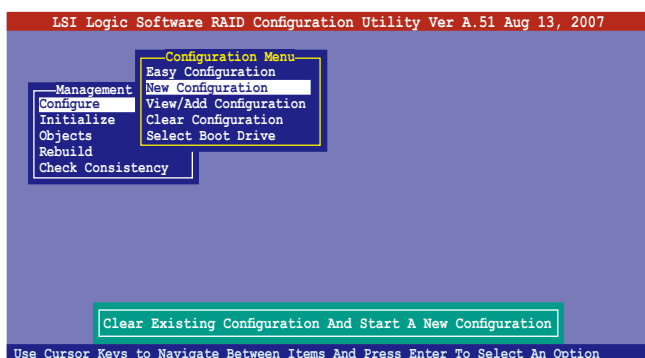 LSI Logic Software RAID Configuration Utility Ver A.51 Aug 13, 2007
Configuration Menu
Easy Configuration
New Configuration
View/Add Configuration
Clear Configuration
Select Boot Drive
Management
Configure
Initialize
Objects
Rebuild
Check Consistency
Clear Existing Configuration And Start A New Configuration
Use Cursor Keys to Navigate Between Items And Press Enter To Select An Option